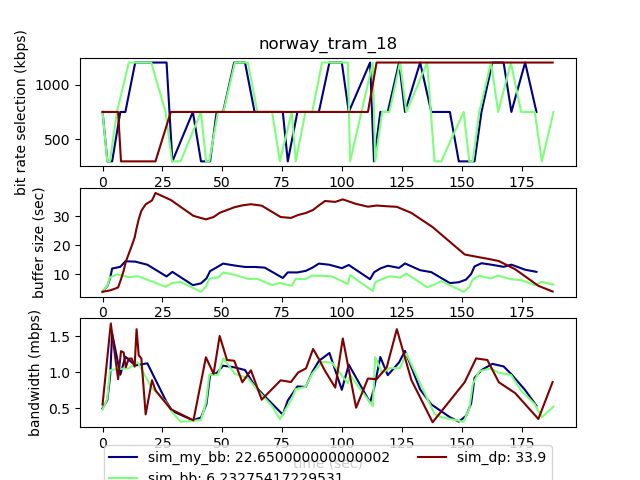 norway_tram_18
bit rate selection (kbps)
1000
500
0 25 50 75 100 125 150 175
buffer size (sec)
30
20
10
0 25 50 75 100 125 150 175
bandwidth (mbps)
1.5
1.0
0.5
0 25 50 75 100 125 150 175
time (sec)
sim_my_bb: 22.650000000000002 sim_dp: 33.9
sim_bb: 6.23275417229531